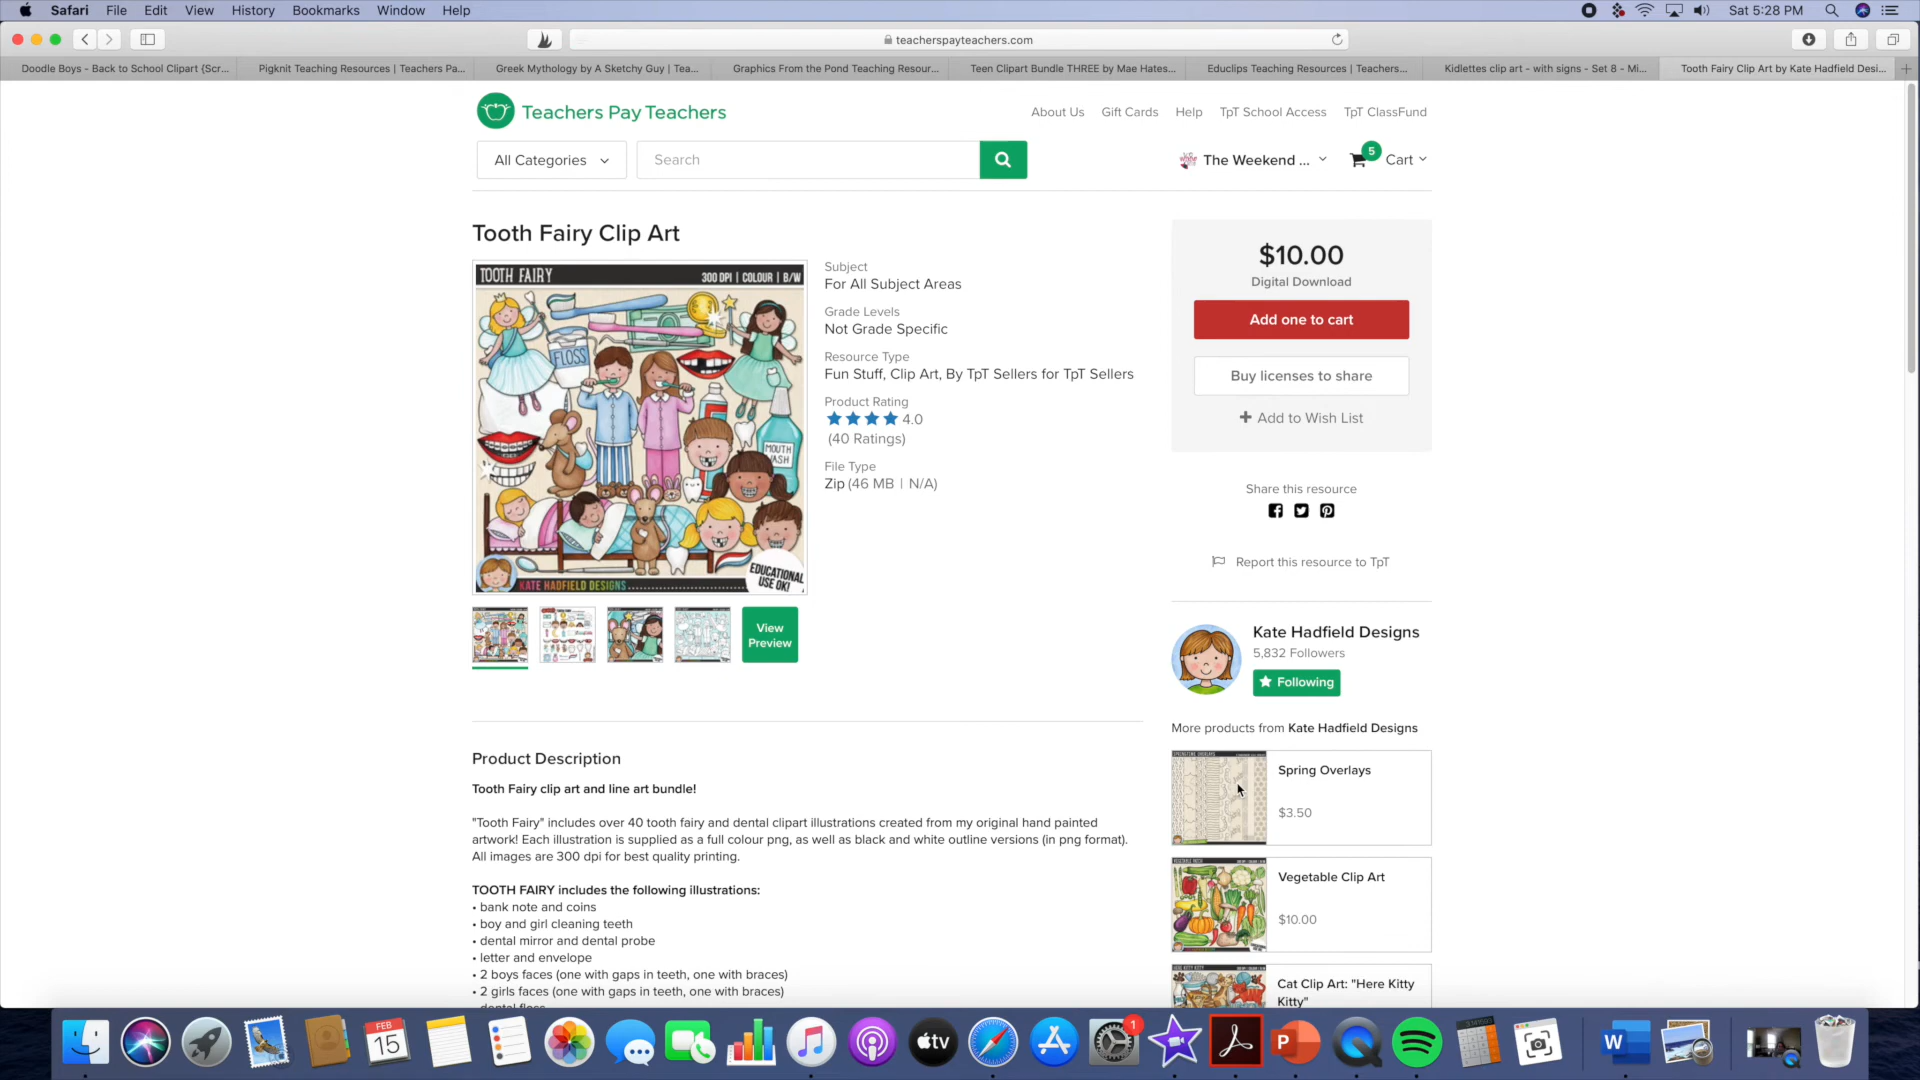 Safari File Edit View History Bookmarks Window Help Sat 5:28 PM
teacherspayteachers.com
Doodle Boys - Back to School Clipart {Scr... Pigknit Teaching Resources | Teachers Pa... Greek Mythology by A Sketchy Guy | Tea... Graphics From the Pond Teaching Resour... Teen Clipart Bundle THREE by Mae Hates... Educlips Teaching Resources | Teachers... Kidlettes clip art - with signs - Set 8 - Mi... Tooth Fairy Clip Art by Kate Hadfield Desi...
Teachers Pay Teachers About Us Gift Cards Help TpT School Access TpT ClassFund
All Categories Search The Weekend ... 5 Cart
Tooth Fairy Clip Art
TOOTH FAIRY 300 DPI | COLOUR | B/W
FLOSS
MOUTH
WASH
EDUCATIONAL
USE OK!
KATE HADFIELD DESIGNS
View
Preview
Subject
For All Subject Areas
Grade Levels
Not Grade Specific
Resource Type
Fun Stuff, Clip Art, By TpT Sellers for TpT Sellers
Product Rating
4.0
(40 Ratings)
File Type
Zip (46 MB | N/A)
$10.00
Digital Download
Add one to cart
Buy licenses to share
Add to Wish List
Share this resource
Report this resource to TpT
Kate Hadfield Designs
5,832 Followers
Following
More products from Kate Hadfield Designs
Spring Overlays
$3.50
Vegetable Clip Art
$10.00
Cat Clip Art: "Here Kitty
Kitty"
Product Description
Tooth Fairy clip art and line art bundle!
"Tooth Fairy" includes over 40 tooth fairy and dental clipart illustrations created from my original hand painted
artwork! Each illustration is supplied as a full colour png, as well as black and white outline versions (in png format).
All images are 300 dpi for best quality printing.
TOOTH FAIRY includes the following illustrations:
• bank note and coins
• boy and girl cleaning teeth
• dental mirror and dental probe
• letter and envelope
• 2 boys faces (one with gaps in teeth, one with braces)
• 2 girls faces (one with gaps in teeth, one with braces)
• dental floss
FEB
15
tv
1
P
W